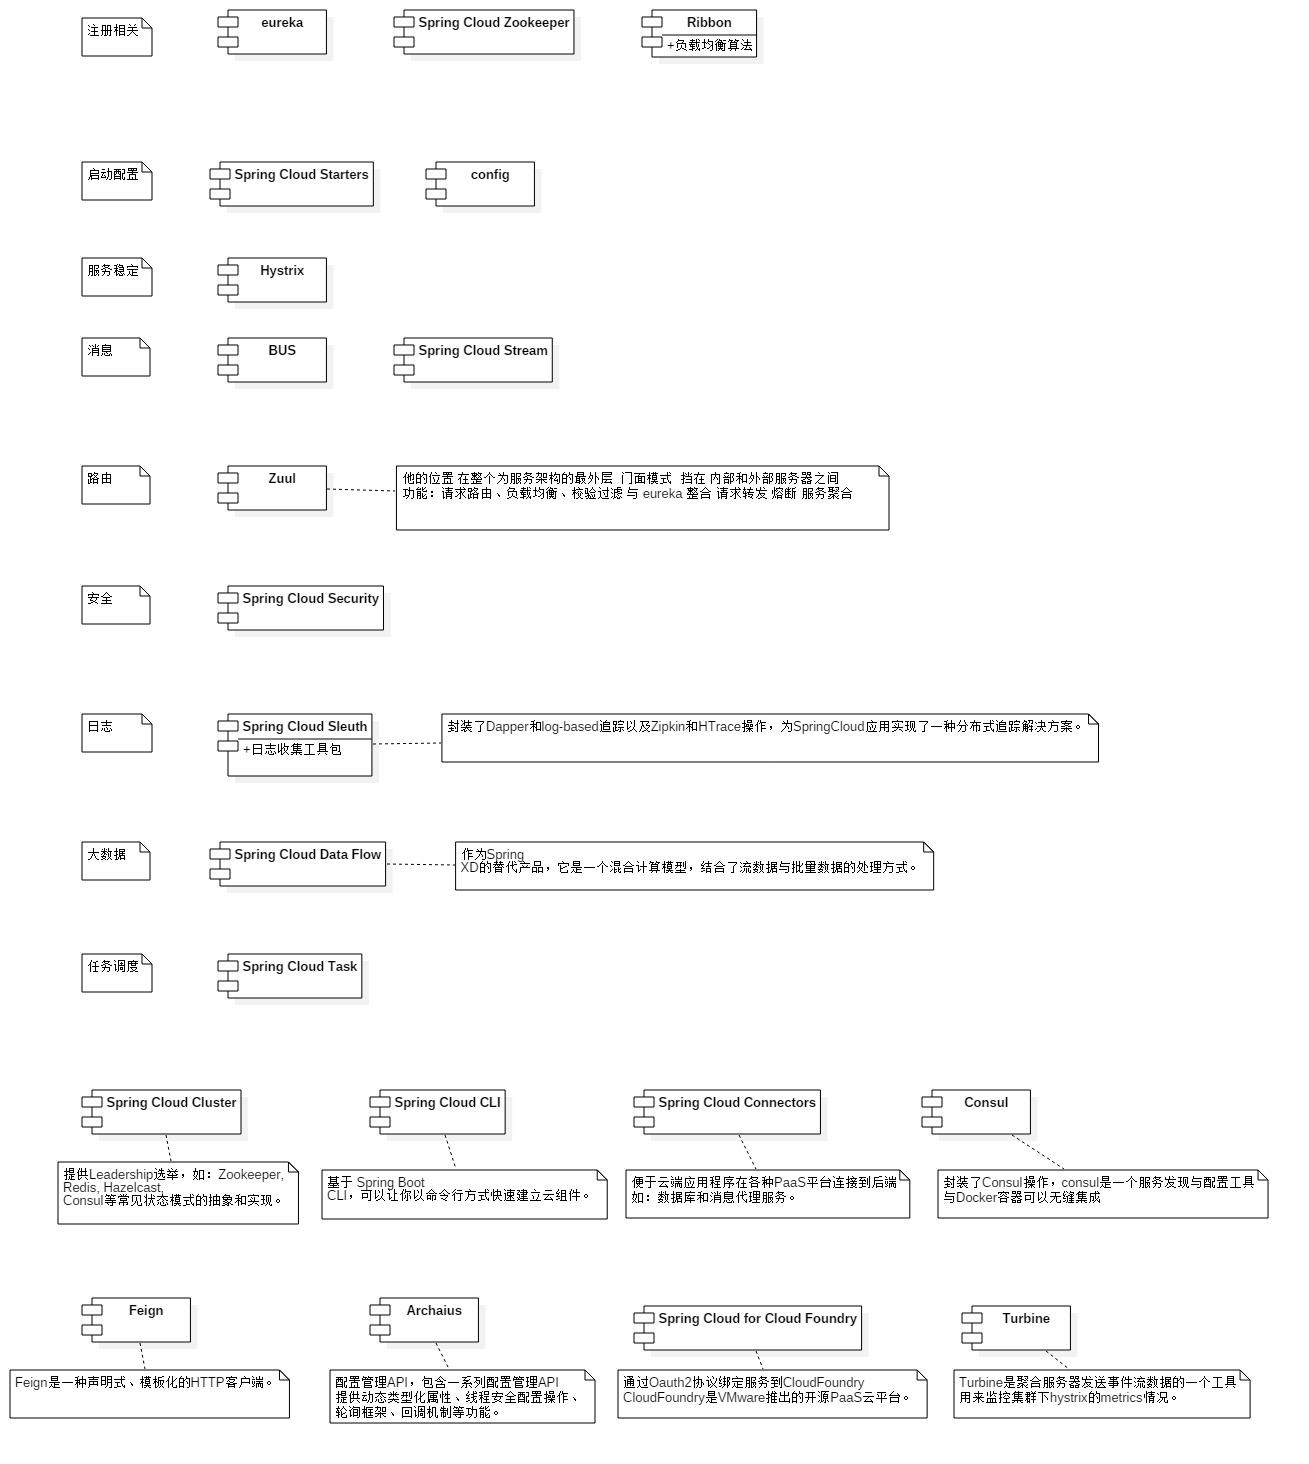 注册相关
eureka
Spring Cloud Zookeeper
Ribbon
+负载均衡算法
启动配置
Spring Cloud Starters
config
服务稳定
Hystrix
消息
BUS
Spring Cloud Stream
路由
Zuul
他的位置 在整个为服务架构的最外层 门面模式 挡在 内部和外部服务器之间
功能：请求路由、负载均衡、校验过滤 与 eureka 整合 请求转发 熔断 服务聚合
安全
Spring Cloud Security
日志
Spring Cloud Sleuth
+日志收集工具包
封装了Dapper和log-based追踪以及Zipkin和HTrace操作，为SpringCloud应用实现了一种分布式追踪解决方案。
大数据
Spring Cloud Data Flow
作为Spring
XD的替代产品，它是一个混合计算模型，结合了流数据与批量数据的处理方式。
任务调度
Spring Cloud Task
Spring Cloud Cluster
提供Leadership选举，如：Zookeeper,
Redis, Hazelcast,
Consul等常见状态模式的抽象和实现。
Spring Cloud CLI
基于 Spring Boot
CLI，可以让你以命令行方式快速建立云组件。
Spring Cloud Connectors
便于云端应用程序在各种PaaS平台连接到后端
如：数据库和消息代理服务。
Consul
封装了Consul操作，consul是一个服务发现与配置工具
与Docker容器可以无缝集成
Feign
Feign是一种声明式、模板化的HTTP客户端。
Archaius
配置管理API，包含一系列配置管理API
提供动态类型化属性、线程安全配置操作、
轮询框架、回调机制等功能。
Spring Cloud for Cloud Foundry
通过Oauth2协议绑定服务到CloudFoundry
CloudFoundry是VMware推出的开源PaaS云平台。
Turbine
Turbine是聚合服务器发送事件流数据的一个工具
用来监控集群下hystrix的metrics情况。